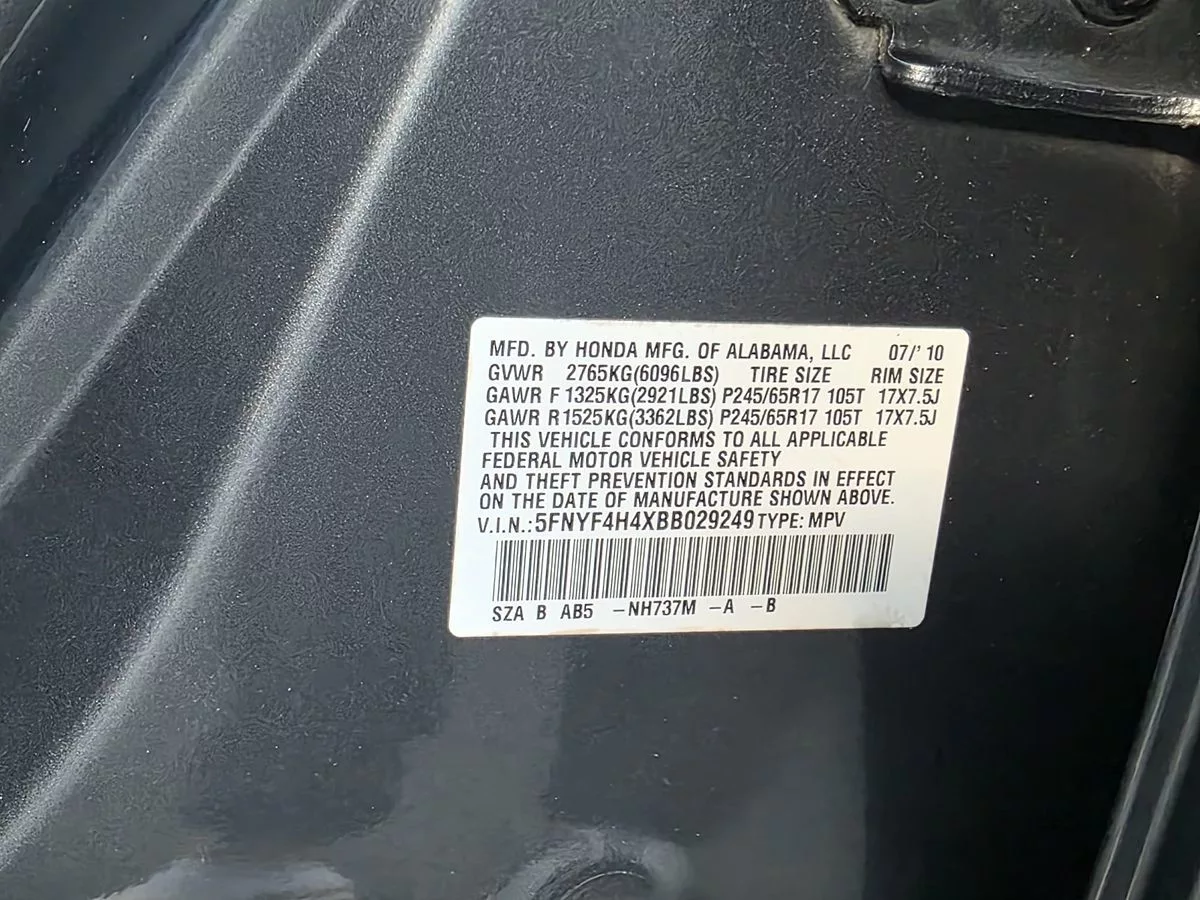 MFD. BY HONDA MFG. OF ALABAMA, LLC 07/'10
GVWR 2765KG(6096LBS) TIRE SIZE RIM SIZE
GAWR F 1325KG(2921LBS) P245/65R17 105T 17X7.5J
GAWR R 1525KG(3362LBS) P245/65R17 105T 17X7.5J
THIS VEHICLE CONFORMS TO ALL APPLICABLE
FEDERAL MOTOR VEHICLE SAFETY
AND THEFT PREVENTION STANDARDS IN EFFECT
ON THE DATE OF MANUFACTURE SHOWN ABOVE.
V.I.N.: 5FNYF4H4XBB029249 TYPE: MPV
SZA B AB5 -NH737M -A -B